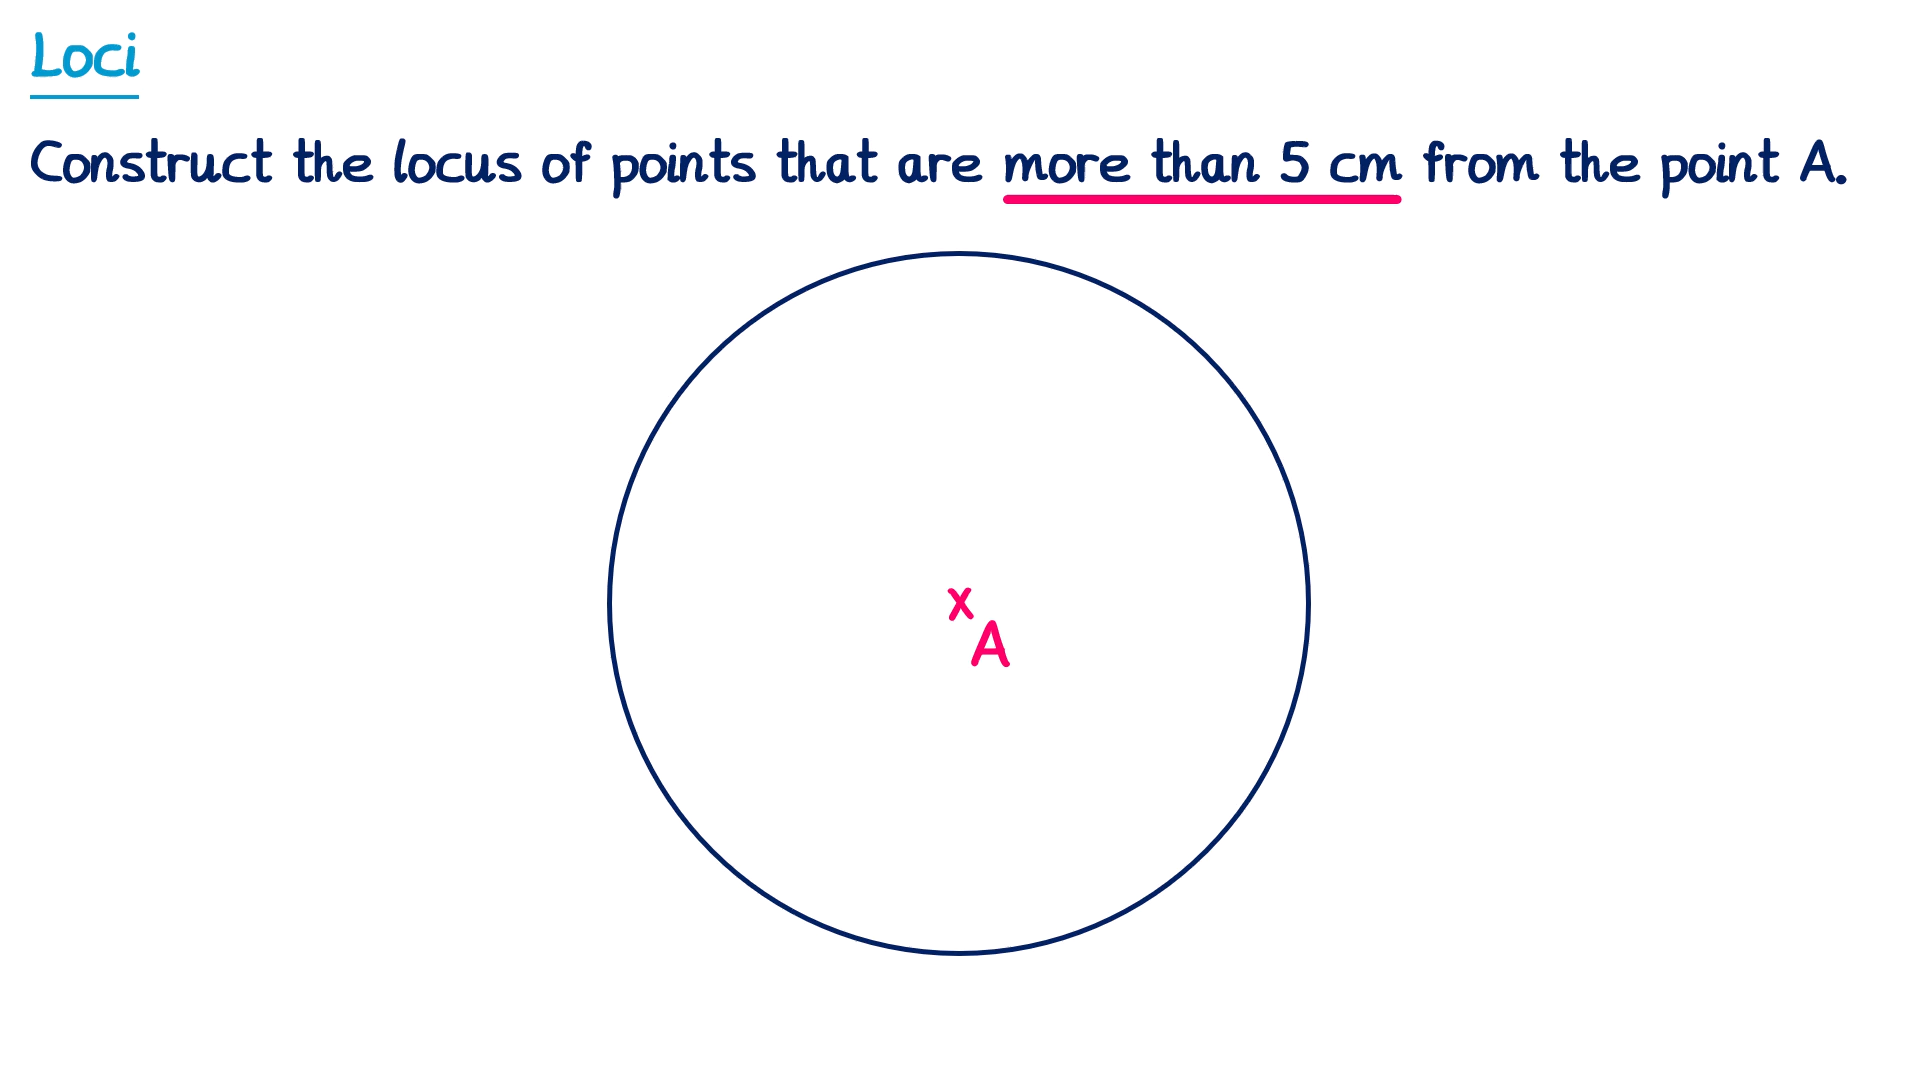 Loci
Construct the locus of points that are more than 5 cm from the point A.
x
A